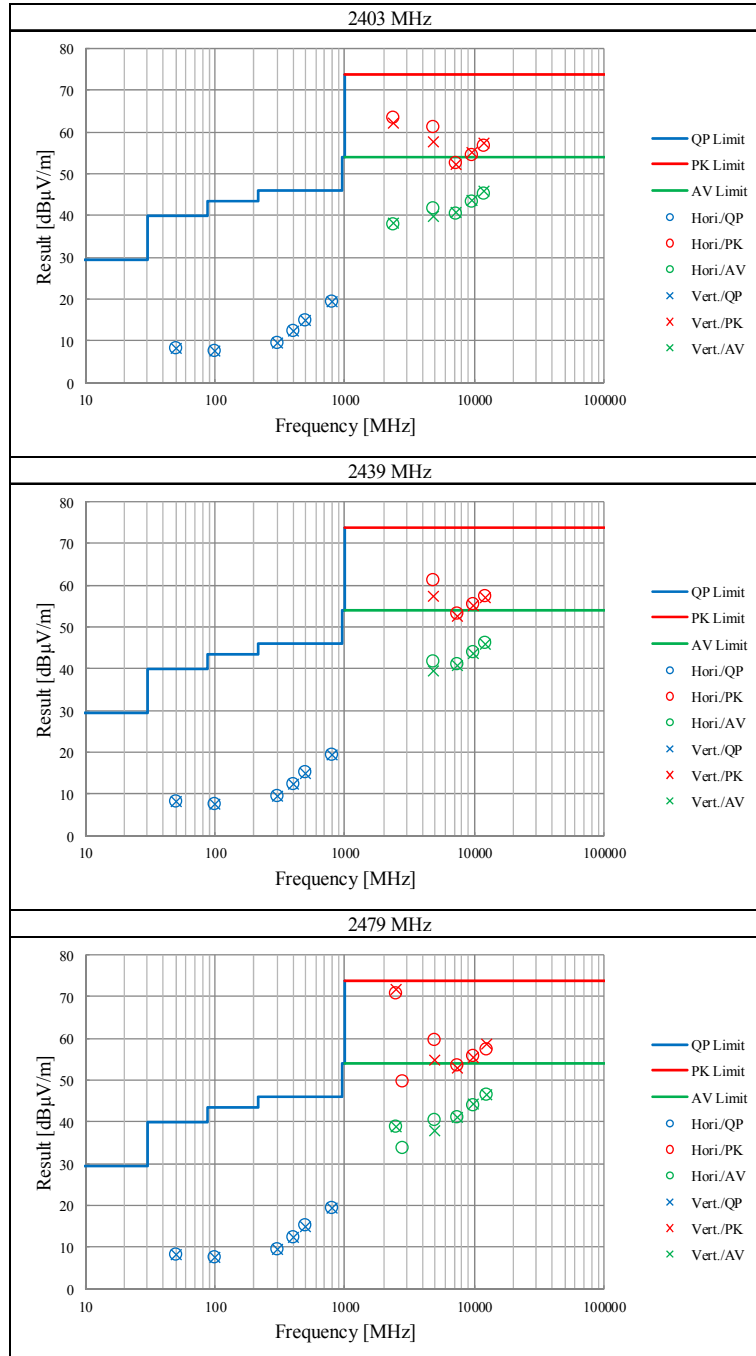 2403 MHz
80
70
60
50
40
30
20
10
0
Result [dBμV/m]
10 100 1000 10000 100000
Frequency [MHz]
QP Limit
PK Limit
AV Limit
Hori./QP
Hori./PK
Hori./AV
Vert./QP
Vert./PK
Vert./AV
2439 MHz
80
70
60
50
40
30
20
10
0
Result [dBμV/m]
10 100 1000 10000 100000
Frequency [MHz]
QP Limit
PK Limit
AV Limit
Hori./QP
Hori./PK
Hori./AV
Vert./QP
Vert./PK
Vert./AV
2479 MHz
80
70
60
50
40
30
20
10
0
Result [dBμV/m]
10 100 1000 10000 100000
Frequency [MHz]
QP Limit
PK Limit
AV Limit
Hori./QP
Hori./PK
Hori./AV
Vert./QP
Vert./PK
Vert./AV